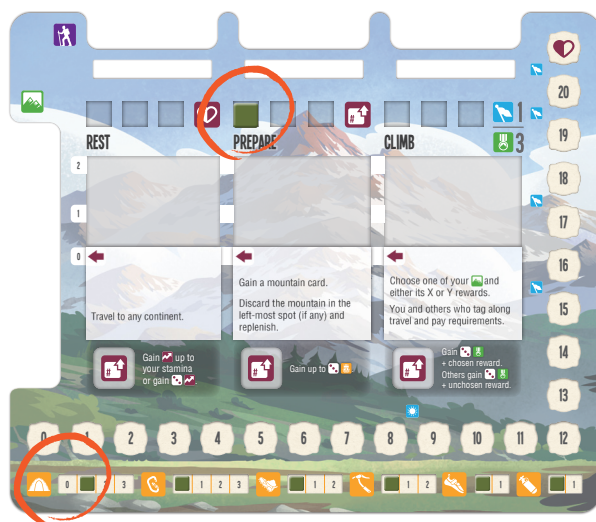 20
1
REST
PREPARE
CLIMB
3
19
2
18
1
17
0
16
Travel to any continent.
Gain a mountain card.
Discard the mountain in the
left-most spot (if any) and
replenish.
Choose one of your and
either its X or Y rewards.
You and others who tag along
travel and pay requirements.
15
#
Gain up to
your stamina
or gain .
#
Gain up to
#
Gain
+ chosen reward.
Others gain
+ unchosen reward.
14
13
0 1 2 3 4 5 6 7 8 9 10 11 12
0 3 1 2 3 1 2 1 2 1 1